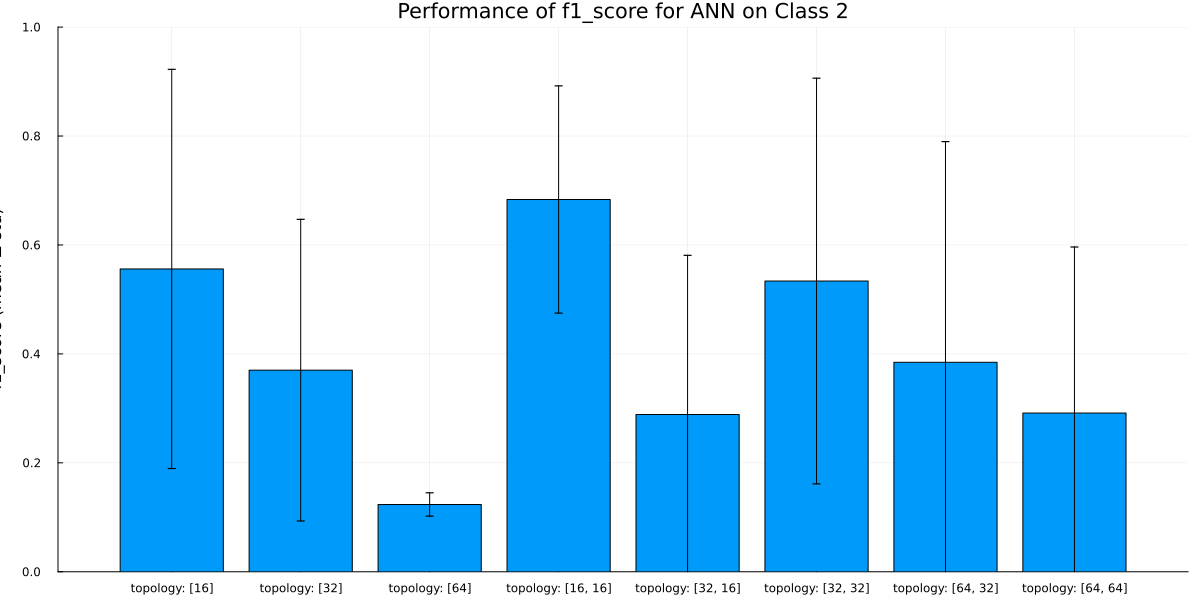 Performance of f1_score for ANN on Class 2
1.0
0.8
0.6
0.4
0.2
0.0
topology: [16]
topology: [32]
topology: [64]
topology: [16, 16]
topology: [32, 16]
topology: [32, 32]
topology: [64, 32]
topology: [64, 64]